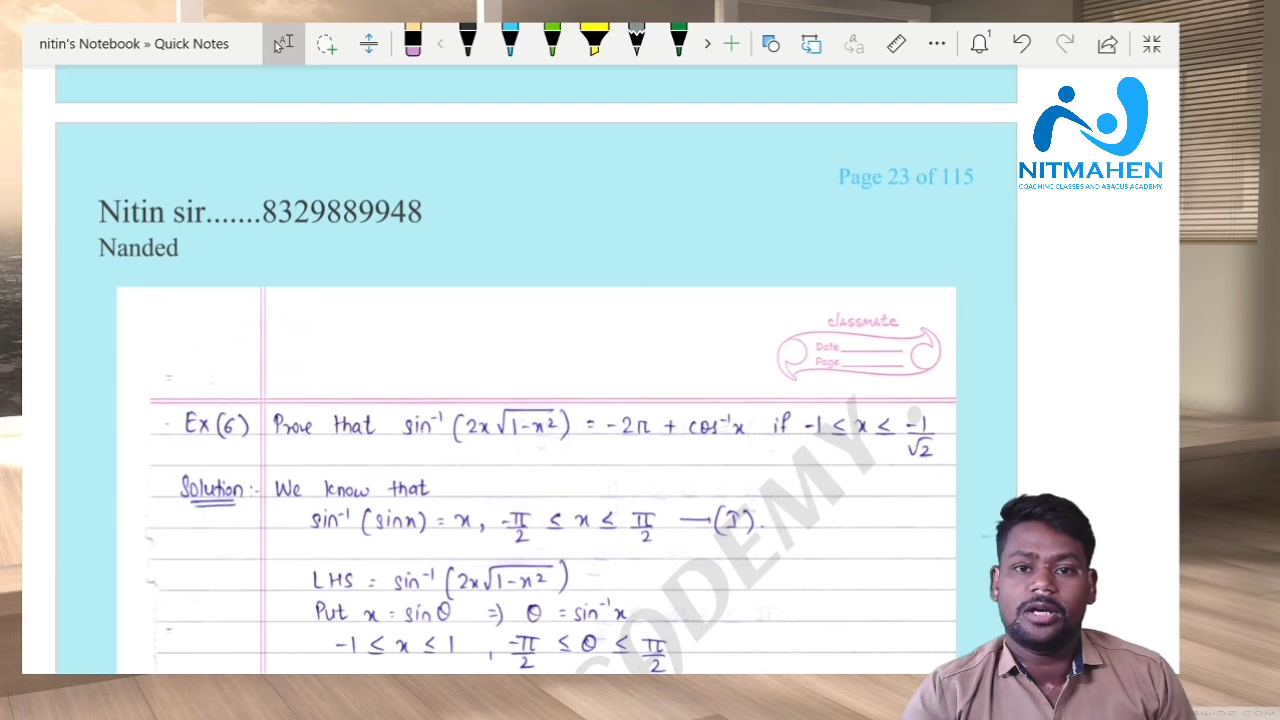 nitin's Notebook » Quick Notes
NITMAHEN
COACHING CLASSES AND ABACUS ACADEMY
Page 23 of 115
Nitin sir.......8329889948
Nanded
classmate
Date
Page
Ex(6) Prove that sin⁻¹(2x√(1-x²)) = -2π + cos⁻¹x if -1 ≤ x ≤ -1/√2
Solution:- We know that
sin⁻¹(sinx) = x, -π/2 ≤ x ≤ π/2 —(I).
LHS = sin⁻¹(2x√(1-x²))
Put x = sinθ ⇒ θ = sin⁻¹x
-1 ≤ x ≤ 1 , -π/2 ≤ θ ≤ π/2